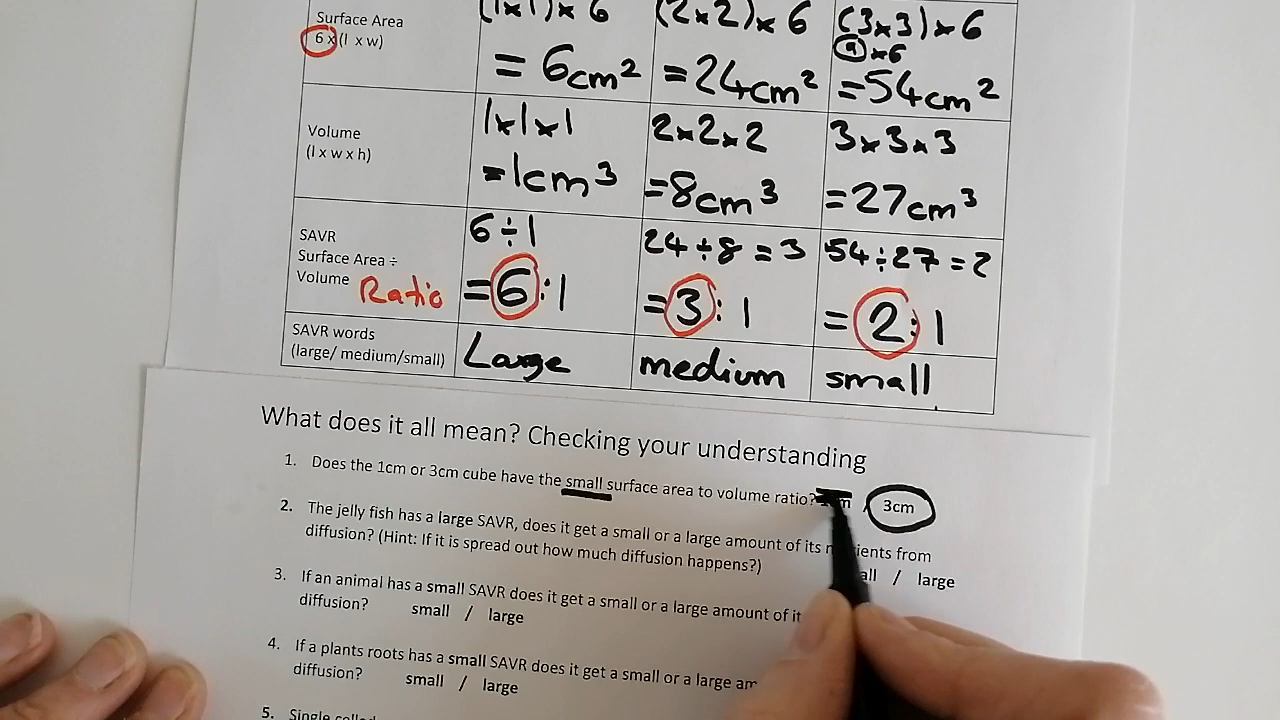 Surface Area (1x1)x6 (2x2)x6 (3x3)x6
6 x (l x w) 9x6
= 6cm² =24cm² =54cm²
Volume 1x1x1 2x2x2 3x3x3
(l x w x h) =1cm³ =8cm³ =27cm³
SAVR 6÷1 24÷8=3 54÷27=2
Surface Area ÷
Volume Ratio =6:1 =3:1 =2:1
SAVR words
(large/ medium/small) Large medium small
What does it all mean? Checking your understanding
1. Does the 1cm or 3cm cube have the small surface area to volume ratio? / 3cm
2. The jelly fish has a large SAVR, does it get a small or a large amount of its from
diffusion? (Hint: If it is spread out how much diffusion happens?) / large
3. If an animal has a small SAVR does it get a small or a large amount of
diffusion? small / large
4. If a plants roots has a small SAVR does it get a small or a large
diffusion? small / large
5. Single